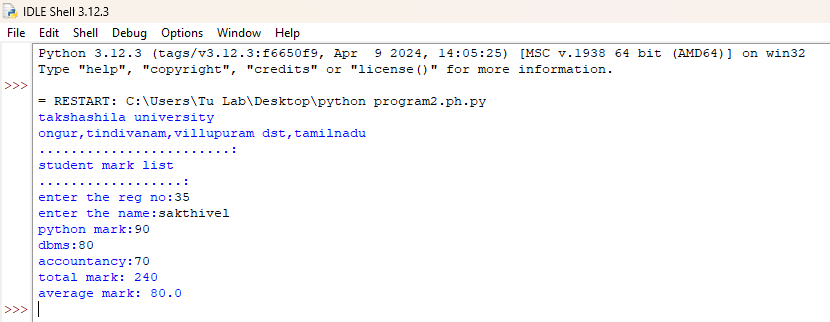 IDLE Shell 3.12.3
File Edit Shell Debug Options Window Help
Python 3.12.3 (tags/v3.12.3:f6650f9, Apr  9 2024, 14:05:25) [MSC v.1938 64 bit (AMD64)] on win32
Type "help", "copyright", "credits" or "license()" for more information.
>>>
= RESTART: C:\Users\Tu Lab\Desktop\python program2.ph.py
takshashila university
ongur,tindivanam,villupuram dst,tamilnadu
........................:
student mark list
..................:
enter the reg no:35
enter the name:sakthivel
python mark:90
dbms:80
accountancy:70
total mark: 240
average mark: 80.0
>>>